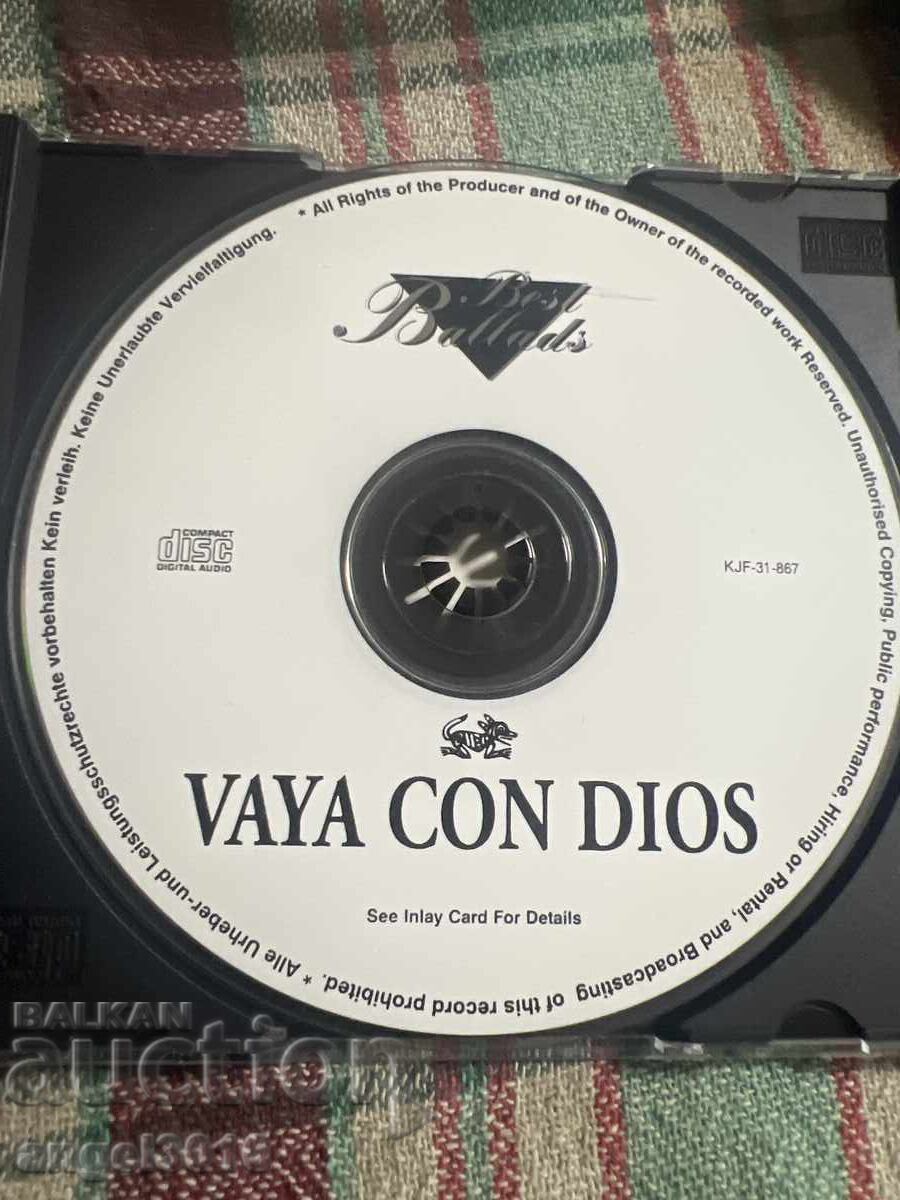 * All Rights of the Producer and of the Owner of the recorded work Reserved. Unauthorised Copying, Public performance, Hiring or Rental, and Broadcasting of this record prohibited. * Alle Urheber-und Leistungsschutzrechte vorbehalten Kein verleih. Keine Unerlaubte Vervielfaltigung.
Best
Ballads
COMPACT
disc
DIGITAL AUDIO
KJF-31-867
VAYA CON DIOS
See Inlay Card For Details
BALKAN
auction
angel3015